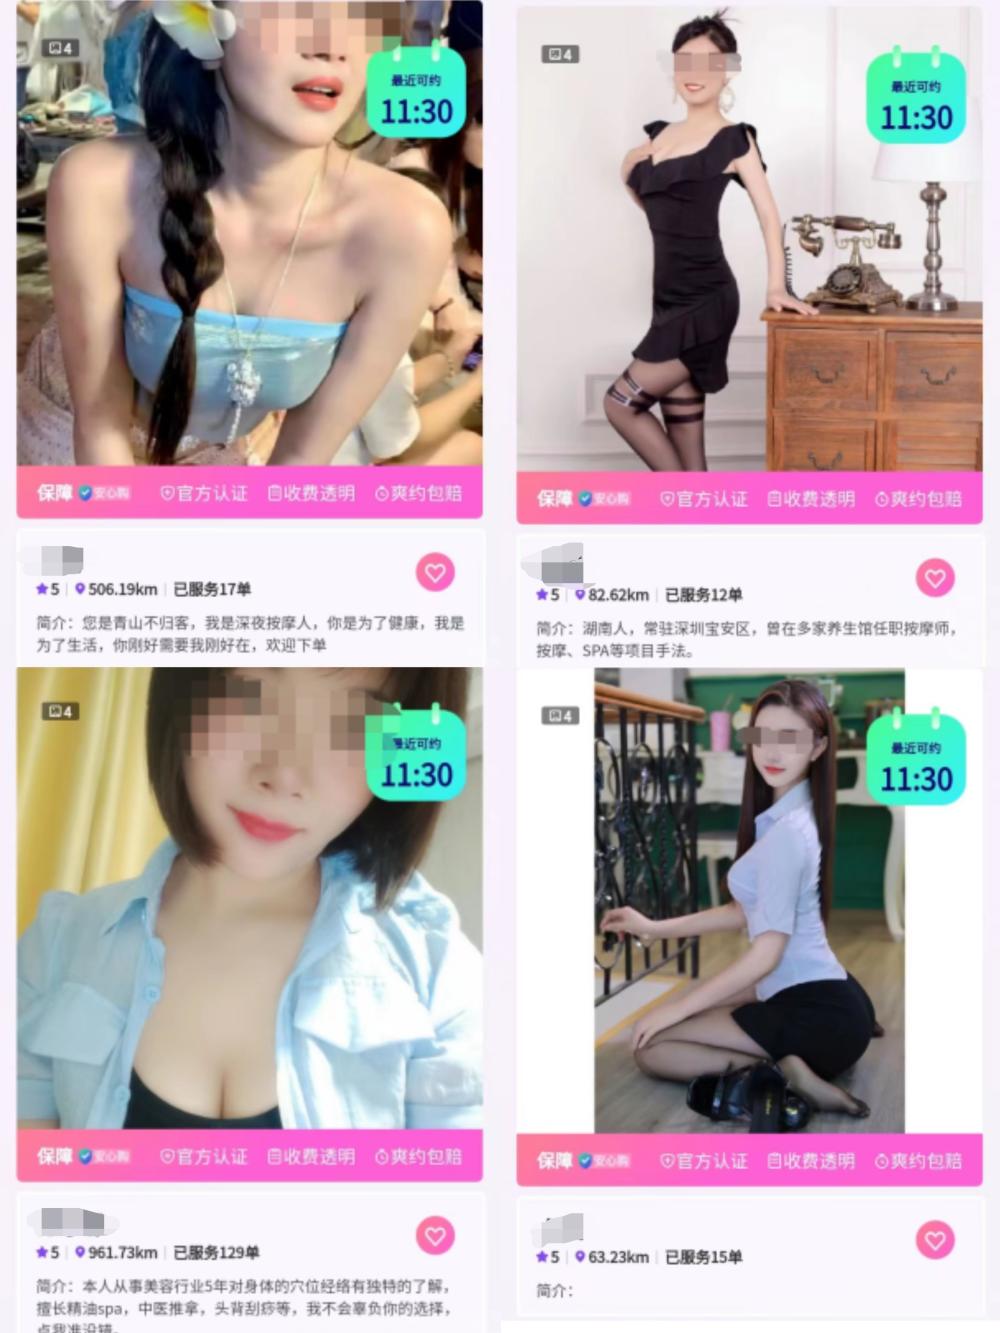 4
最近可约
11:30
保障 安心购 官方认证 收费透明 爽约包赔
5 506.19km 已服务17单
简介：您是青山不归客，我是深夜按摩人，你是为了健康，我是
为了生活，你刚好需要我刚好在，欢迎下单
4
最近可约
11:30
保障 安心购 官方认证 收费透明 爽约包赔
5 82.62km 已服务12单
简介：湖南人，常驻深圳宝安区，曾在多家养生馆任职按摩师，
按摩、SPA等项目手法。
4
最近可约
11:30
保障 安心购 官方认证 收费透明 爽约包赔
5 961.73km 已服务129单
简介：本人从事美容行业5年对身体的穴位经络有独特的了解，
擅长精油spa，中医推拿，头背刮痧等，我不会辜负你的选择，
点我准没错
4
最近可约
11:30
保障 安心购 官方认证 收费透明 爽约包赔
5 63.23km 已服务15单
简介：